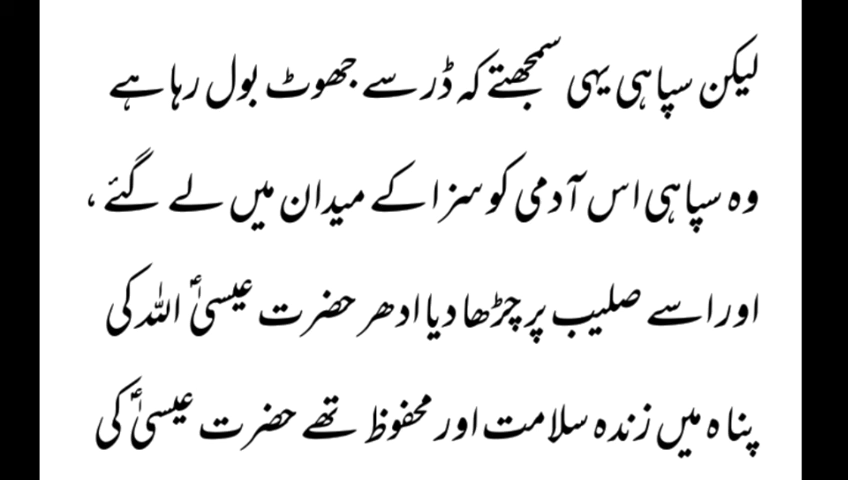 لیکن سپاہی یہی سمجھتے کہ ڈر سے جھوٹ بول رہا ہے
وہ سپاہی اس آدمی کو سزا کے میدان میں لے گئے ،
اور اسے صلیب پر چڑھا دیا ادھر حضرت عیسیٰؑ اللہ کی
پناہ میں زندہ سلامت اور محفوظ تھے حضرت عیسیٰؑ کی